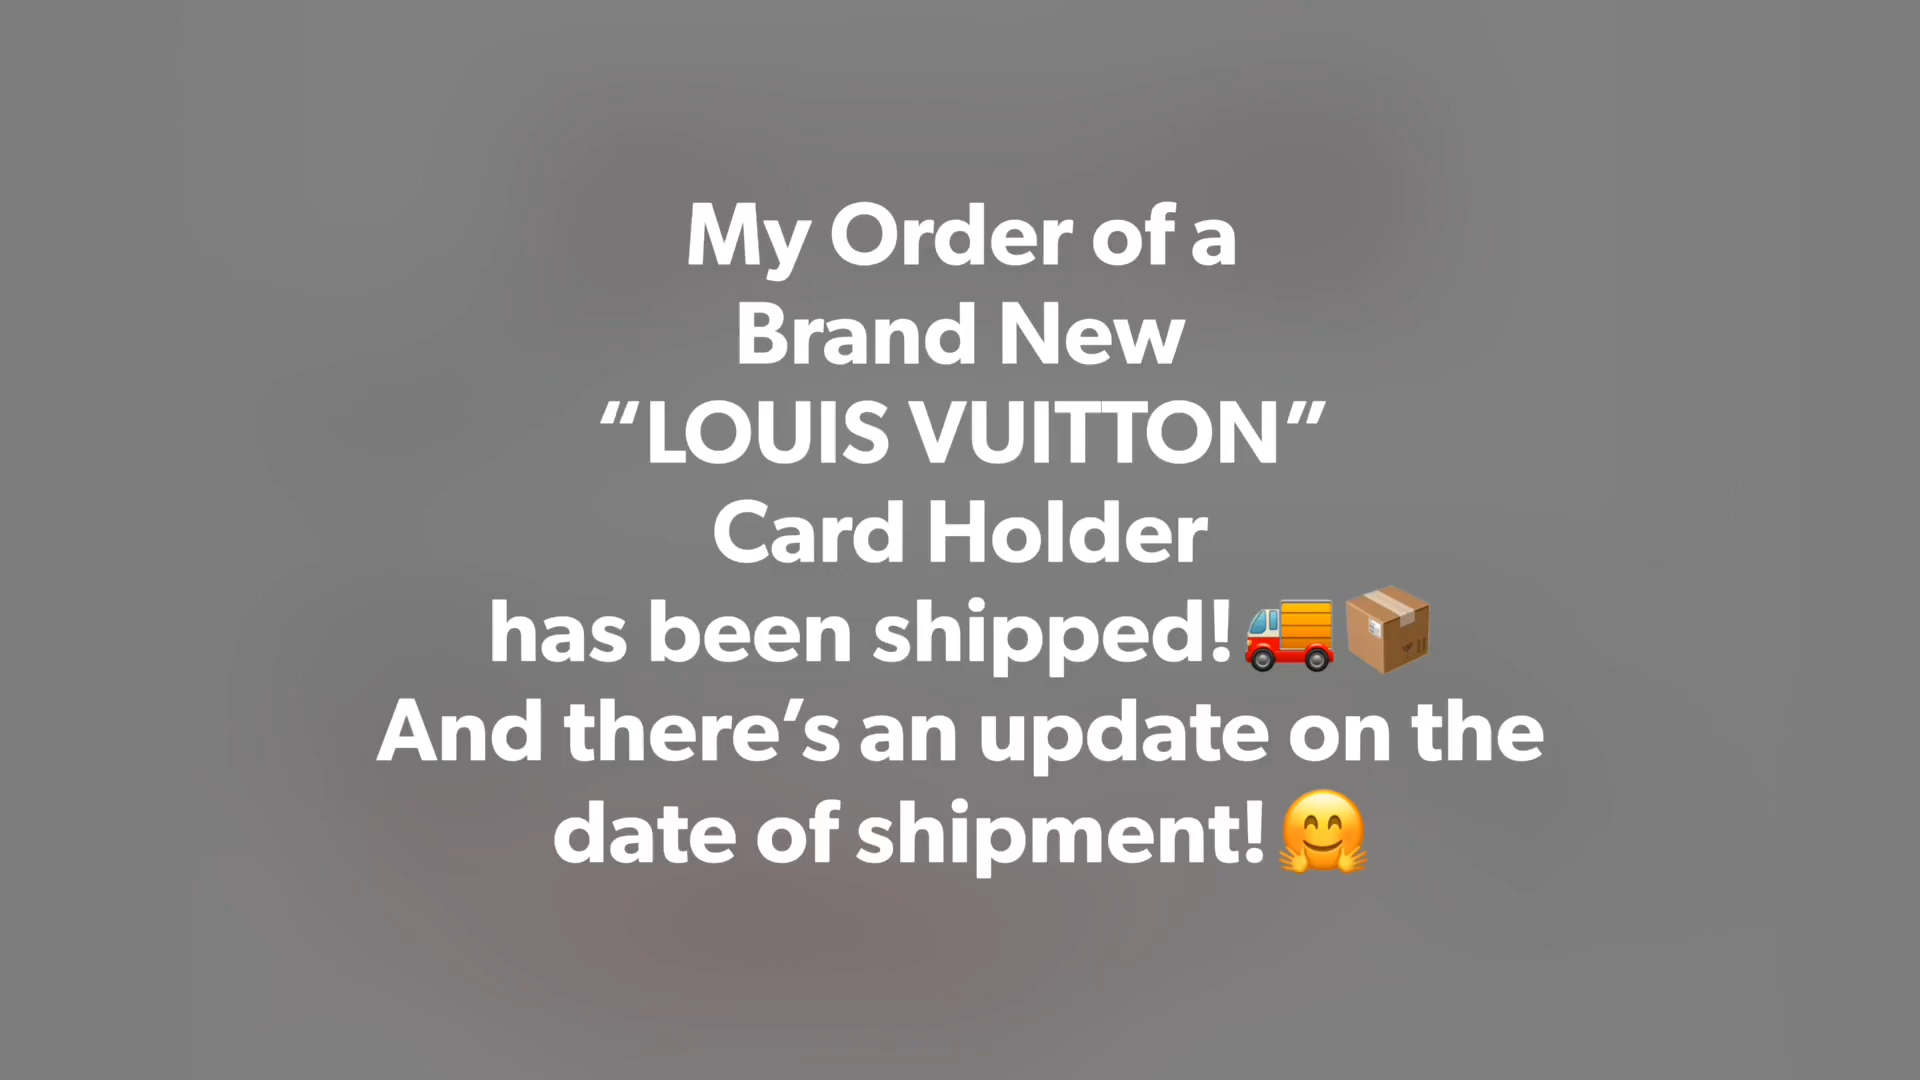 My Order of a
Brand New
“LOUIS VUITTON”
Card Holder
has been shipped!🚚📦
And there’s an update on the
date of shipment!🤗